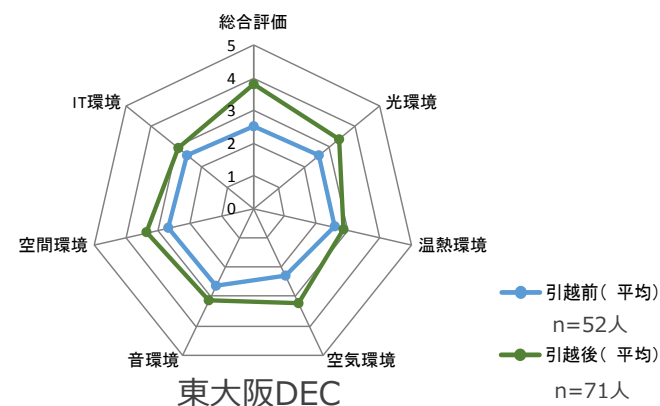 総合評価
5
4
3
2
1
0
光環境
温熱環境
空気環境
音環境
空間環境
IT環境
引越前( 平均)
n=52人
引越後( 平均)
n=71人
東大阪DEC